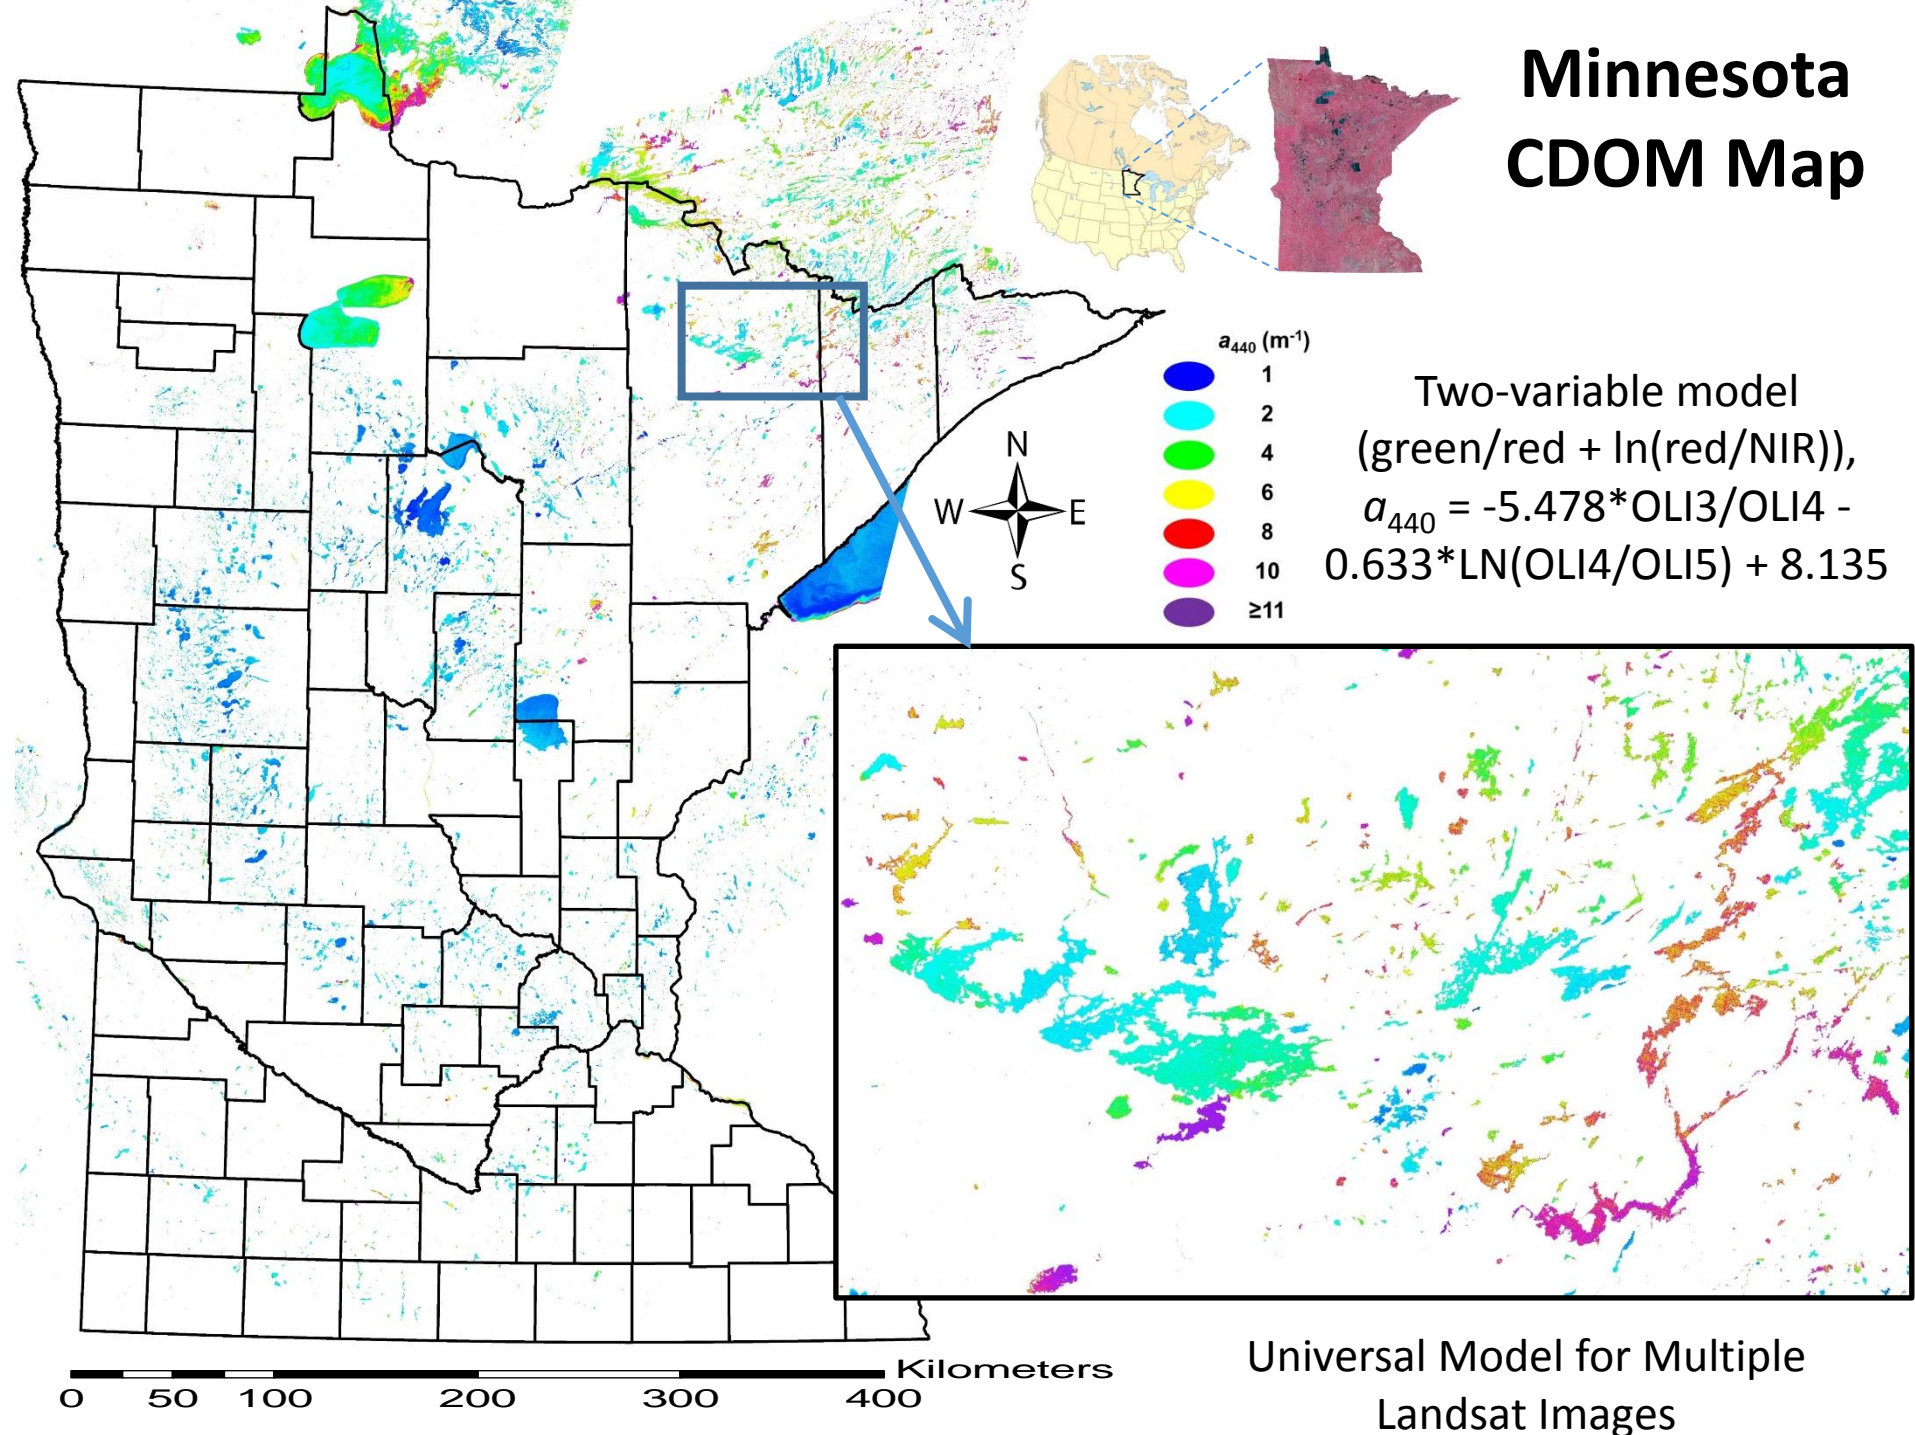 Minnesota
CDOM Map
a440 (m-1)
1
2
4
6
8
10
≥11
Two-variable model
(green/red + ln(red/NIR)),
a440 = -5.478*OLI3/OLI4 -
0.633*LN(OLI4/OLI5) + 8.135
N
W E
S
Kilometers
0 50 100 200 300 400
Universal Model for Multiple
Landsat Images